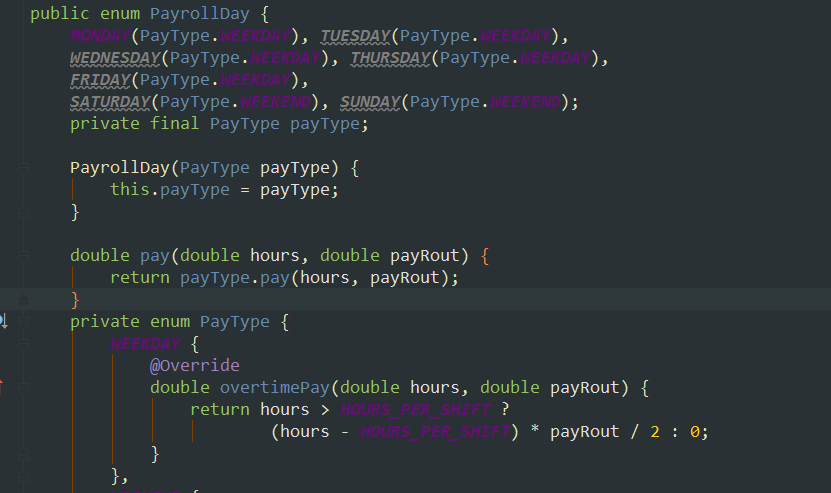 public enum PayrollDay {
MONDAY(PayType.WEEKDAY), TUESDAY(PayType.WEEKDAY),
WEDNESDAY(PayType.WEEKDAY), THURSDAY(PayType.WEEKDAY),
FRIDAY(PayType.WEEKDAY),
SATURDAY(PayType.WEEKEND), SUNDAY(PayType.WEEKEND);
private final PayType payType;
PayrollDay(PayType payType) {
this.payType = payType;
}
double pay(double hours, double payRout) {
return payType.pay(hours, payRout);
}
private enum PayType {
WEEKDAY {
@Override
double overtimePay(double hours, double payRout) {
return hours > HOURS_PER_SHIFT ?
(hours - HOURS_PER_SHIFT) * payRout / 2 : 0;
}
},